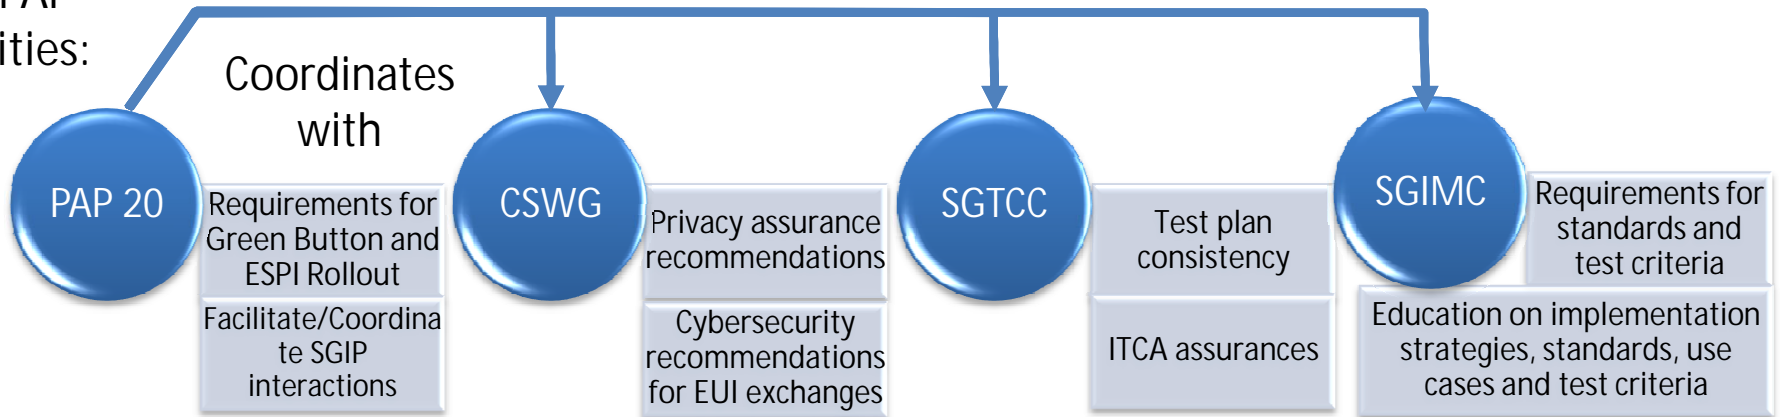 ities:
Coordinates
with
PAP 20
Requirements for
Green Button and
ESPI Rollout
Facilitate/Coordina
te SGIP
interactions
CSWG
Privacy assurance
recommendations
Cybersecurity
recommendations
for EUI exchanges
SGTCC
Test plan
consistency
ITCA assurances
SGIMC
Requirements for
standards and
test criteria
Education on implementation
strategies, standards, use
cases and test criteria